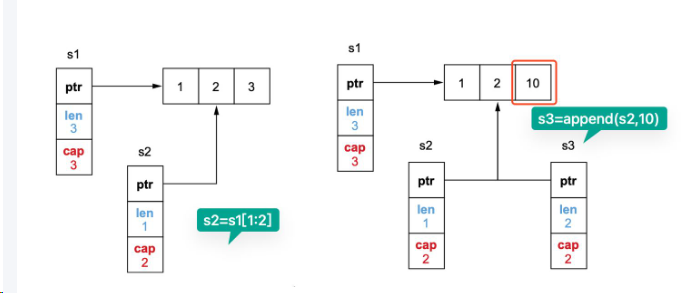 s1
ptr
len
3
cap
3
1 2 3
s2
ptr
len
1
cap
2
s2=s1[1:2]
s1
ptr
len
3
cap
3
1 2 10
s3=append(s2,10)
s2
ptr
len
1
cap
2
s3
ptr
len
2
cap
2